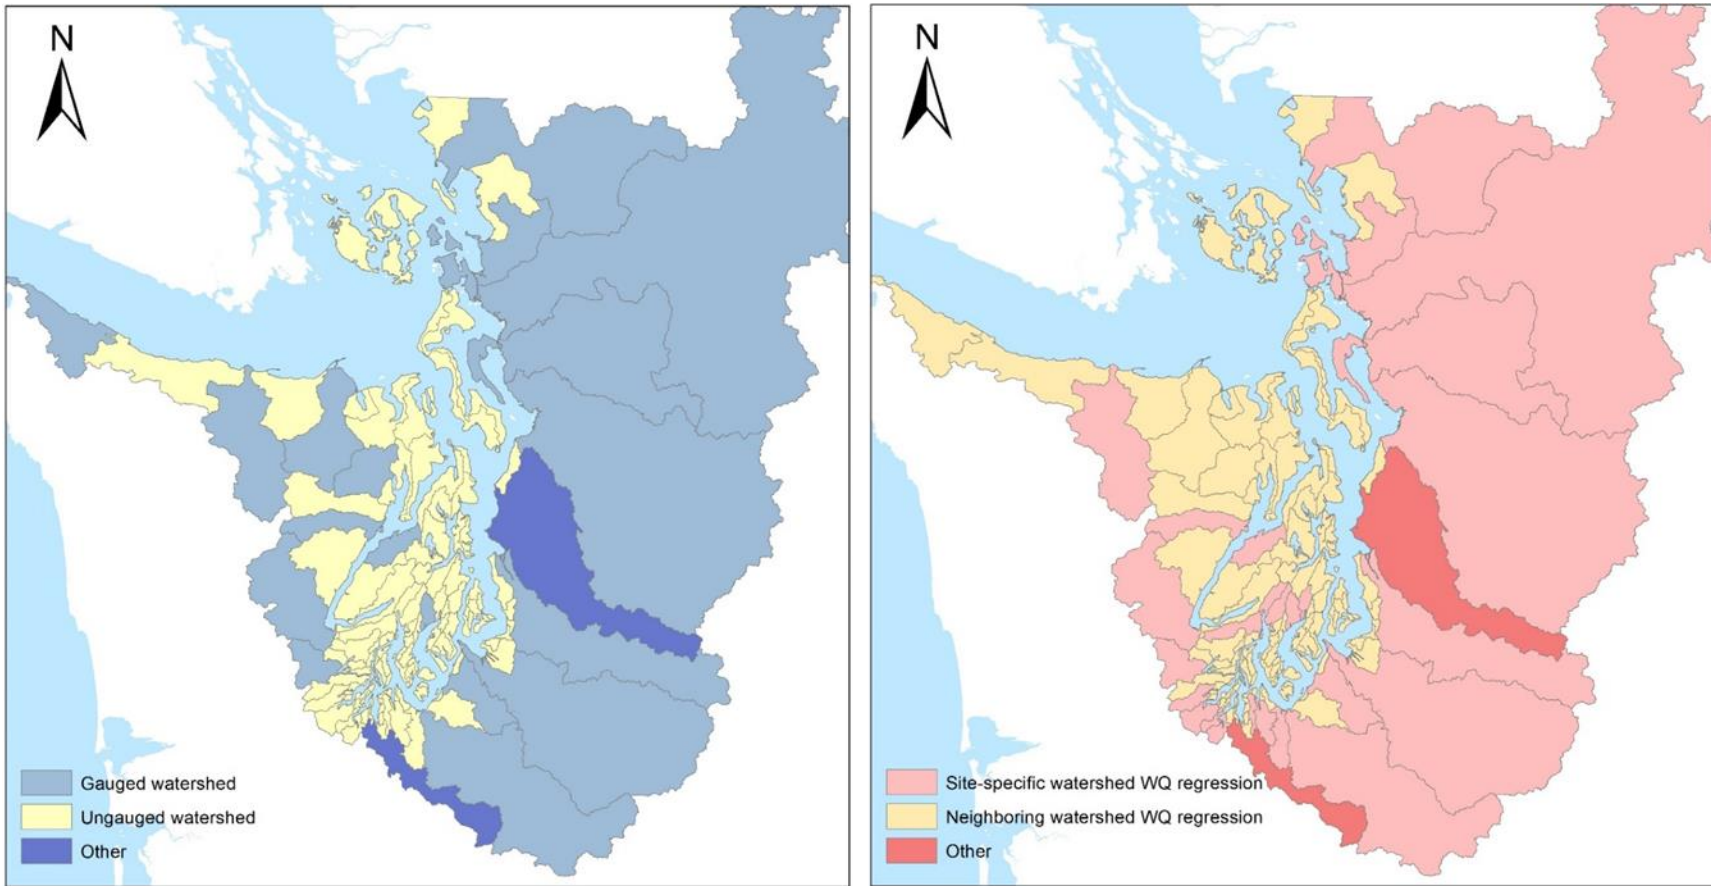 N
Gauged watershed
Ungauged watershed
Other
N
Site-specific watershed WQ regression
Neighboring watershed WQ regression
Other